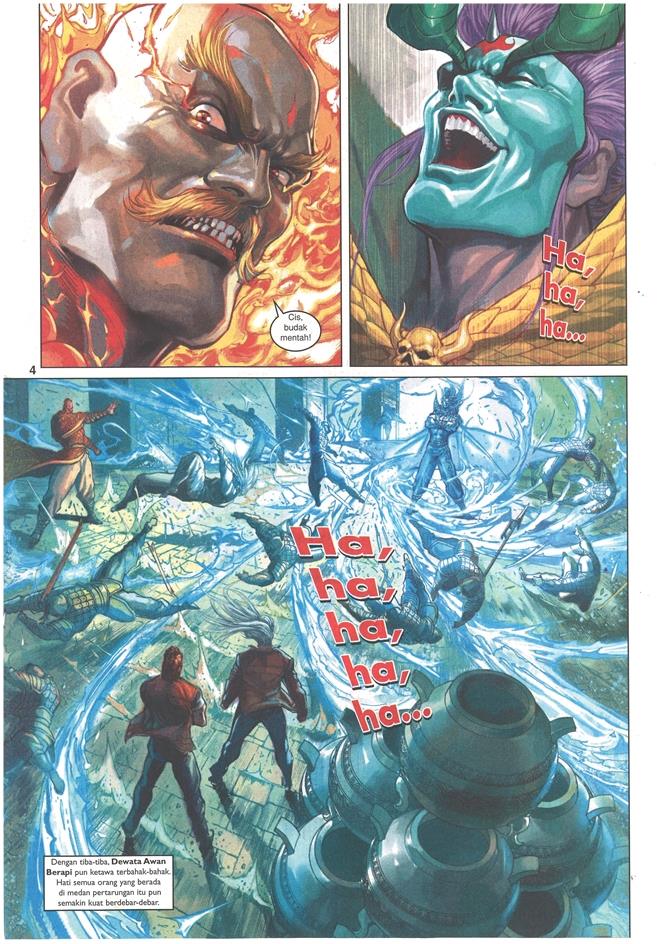 Cis,
budak
mentah!
Ha,
ha,
ha...
4
Ha,
ha,
ha,
ha,
ha...
Dengan tiba-tiba, Dewata Awan
Berapi pun ketawa terbahak-bahak.
Hati semua orang yang berada
di medan pertarungan itu pun
semakin kuat berdebar-debar.